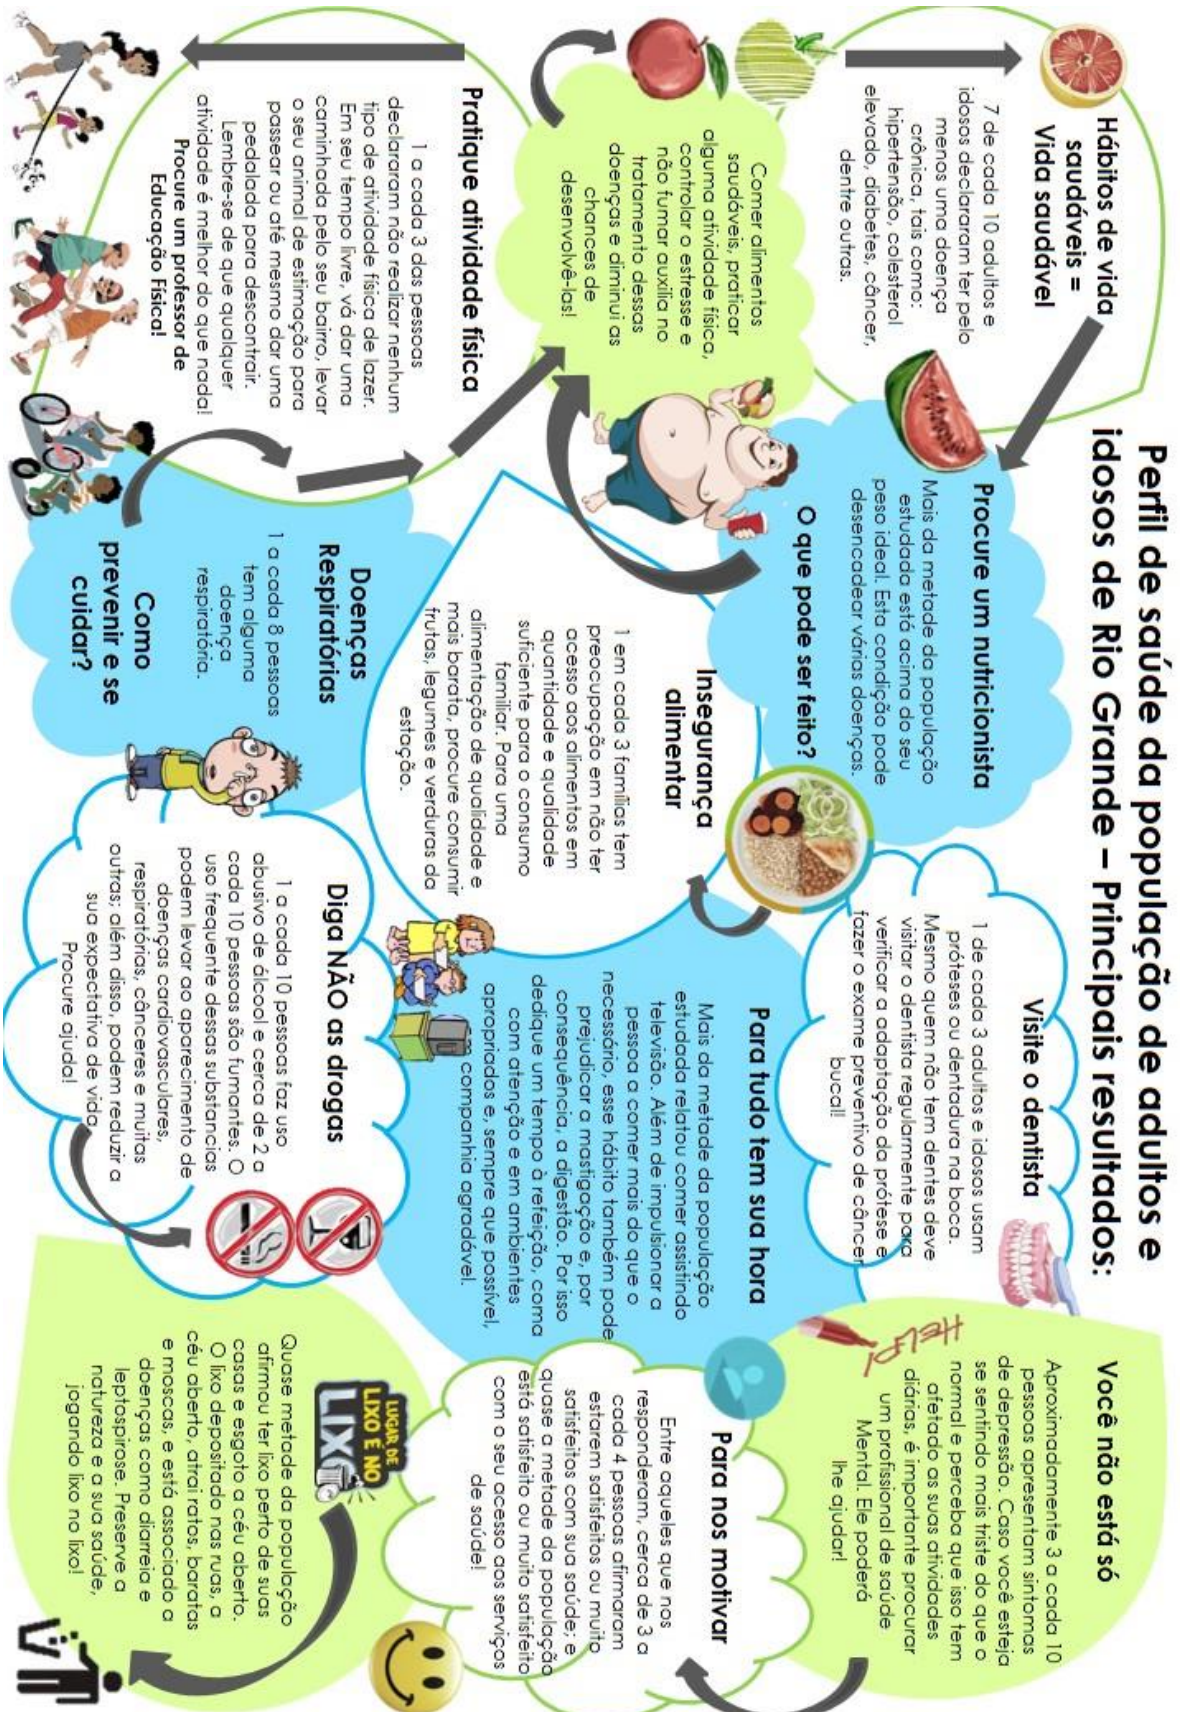 Perfil de saúde da população de adultos e
idosos de Rio Grande – Principais resultados:
Hábitos de vida
saudáveis =
Vida saudável
7 de cada 10 adultos e
idosos declararam ter pelo
menos uma doença
crônica, tais como:
hipertensão, colesterol
elevado, diabetes, câncer,
dentre outras.
Comer alimentos
saudáveis, praticar
alguma atividade física,
controlar o estresse e
não fumar auxilia no
tratamento dessas
doenças e diminui as
chances de
desenvolvê-las!
Pratique atividade física
1 a cada 3 das pessoas
declararam não realizar nenhum
tipo de atividade física de lazer.
Em seu tempo livre, vá dar uma
caminhada pelo seu bairro, levar
o seu animal de estimação para
passear ou até mesmo dar uma
pedalada para descontrair.
Lembre-se de que qualquer
atividade é melhor do que nada!
Procure um professor de
Educação Física!
Procure um nutricionista
Mais da metade da população
estudada está acima do seu
peso ideal. Esta condição pode
desencadear várias doenças.
O que pode ser feito?
Insegurança
alimentar
1 em cada 3 famílias tem
preocupação em não ter
acesso aos alimentos em
quantidade e qualidade
suficiente para o consumo
familiar. Para uma
alimentação de qualidade e
mais barata, procure consumir
frutas, legumes e verduras da
estação.
Doenças
Respiratórias
1 a cada 8 pessoas
tem alguma
doença
respiratória.
Como
prevenir e se
cuidar?
Visite o dentista
1 de cada 3 adultos e idosos usam
próteses ou dentadura na boca.
Mesmo quem não tem dentes deve
visitar o dentista regularmente para
verificar a adaptação da prótese e
fazer o exame preventivo de câncer
bucal!
Para tudo tem sua hora
Mais da metade da poipulação
estudada relatou comer assistindo
televisão. Além de impulsionar a
pessoa a comer mais do que o
necessário, esse hábito também pode
prejudicar a mastigação e, por
consequência, a digestão. Por isso
dedique um tempo à refeição, coma
com atenção e em ambientes
apropriados e, sempre que possível,
companhia agradável.
Diga NÃO as drogas
1 a cada 10 pessoas faz uso
abusivo de álcool e cerca de 2 a
cada 10 pessoas são fumantes. O
uso frequente dessas substancias
podem levar ao aparecimento de
doenças cardiovasculares,
respiratórias, cânceres e muitas
outras; além disso, podem reduzir a
sua expectativa de vida.
Procure ajuda!
Você não está só
Aproximadamente 3 a cada 10
pessoas apresentam sintomas
de depressão. Caso você esteja
se sentindo mais triste do que o
normal e perceba que isso tem
afetado as suas atividades
diárias, é importante procurar
um profissional de saúde
Mental. Ele poderá
lhe ajudar!
HELP!
Para nos motivar
Entre aqueles que nos
responderam, cerca de 3 a
cada 4 pessoas afirmaram
estarem satisfeitos ou muito
satisfeitos com sua saúde; e
quase a metade da população
está satisfeito ou muito satisfeito
com o seu acesso aos serviços
de saúde!
LUGAR DE
LIXO É NO
LIXO
Quase metade da população
afirmou ter lixo perto de suas
casas e esgoto a céu aberto.
O lixo depositado nas ruas, a
céu aberto, atrai ratos, baratas
e moscas, e está associado a
doenças como diarreia e
leptospirose. Preserve a
natureza e a sua saúde,
jogando lixo no lixo!